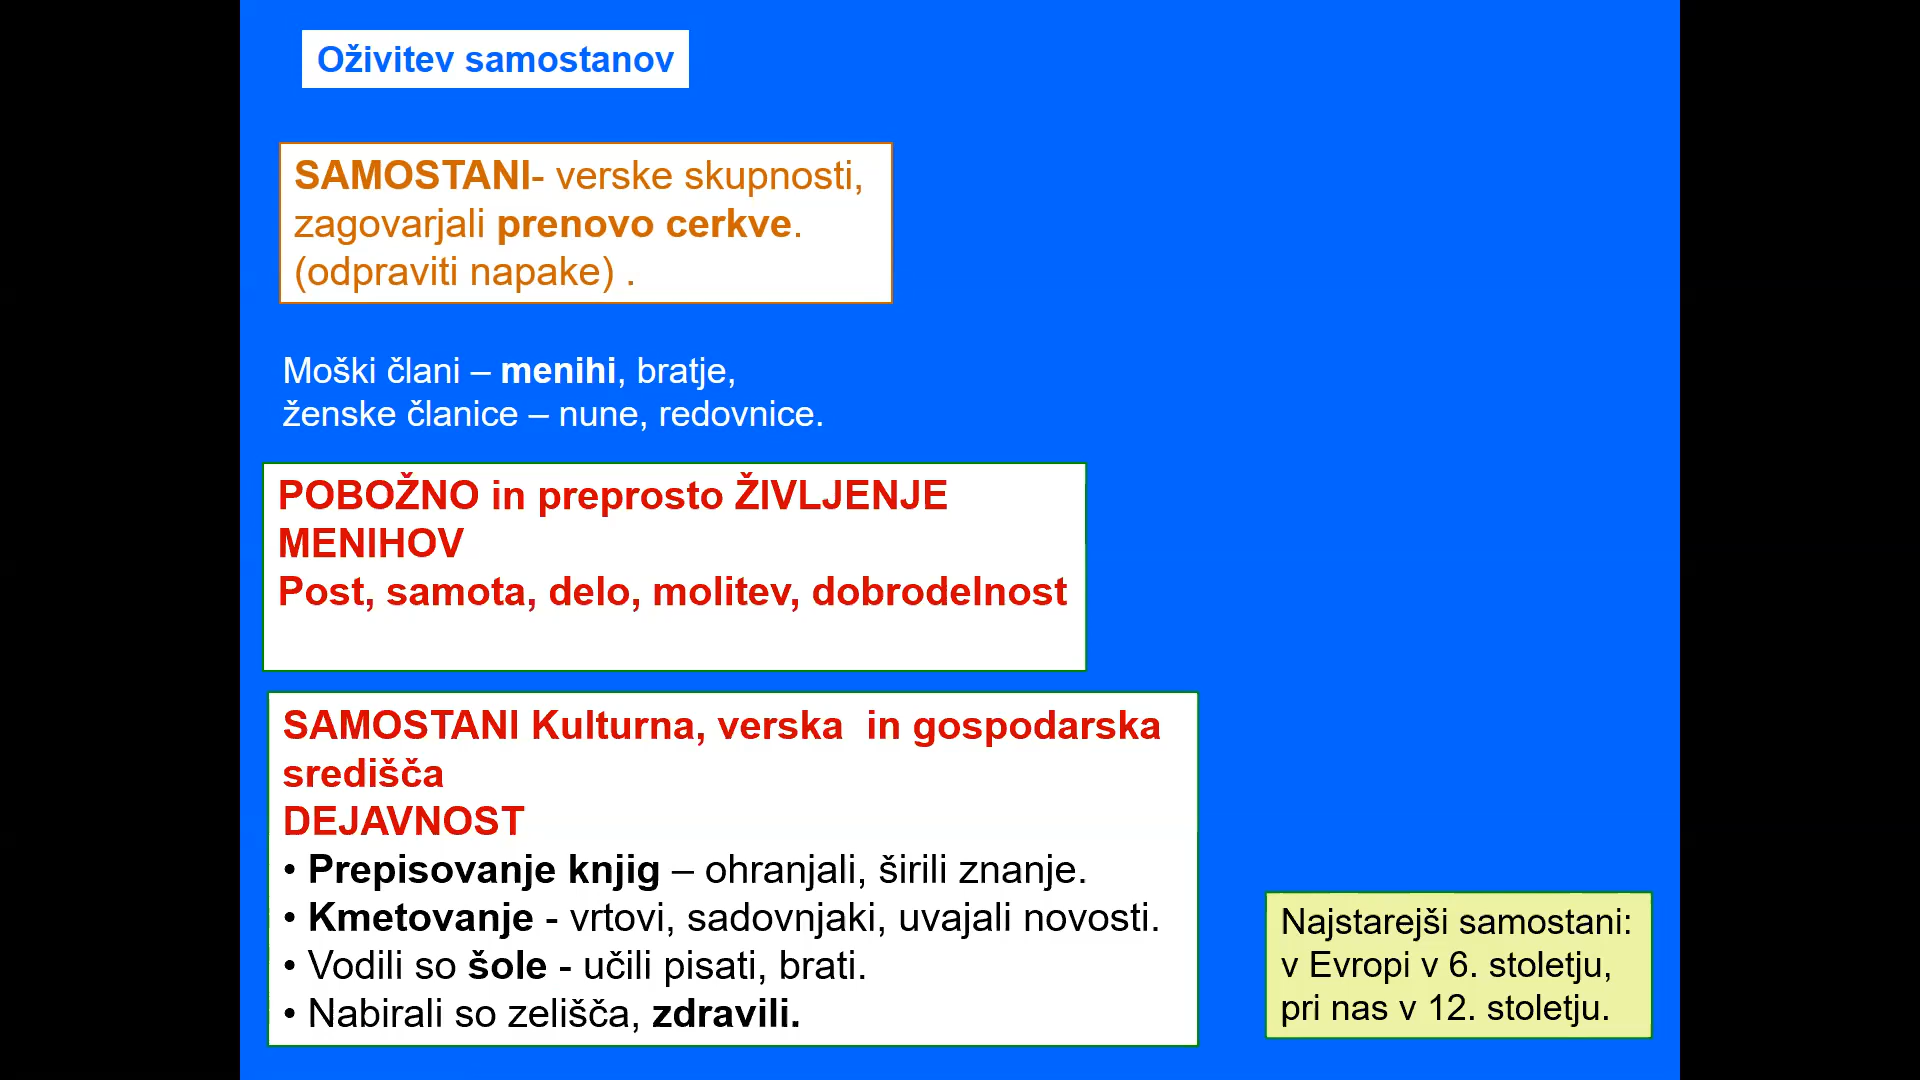 Oživitev samostanov
SAMOSTANI- verske skupnosti,
zagovarjali prenovo cerkve.
(odpraviti napake) .
Moški člani – menihi, bratje,
ženske članice – nune, redovnice.
POBOŽNO in preprosto ŽIVLJENJE
MENIHOV
Post, samota, delo, molitev, dobrodelnost
SAMOSTANI Kulturna, verska  in gospodarska
središča
DEJAVNOST
• Prepisovanje knjig – ohranjali, širili znanje.
• Kmetovanje - vrtovi, sadovnjaki, uvajali novosti.
• Vodili so šole - učili pisati, brati.
• Nabirali so zelišča, zdravili.
Najstarejši samostani:
v Evropi v 6. stoletju,
pri nas v 12. stoletju.